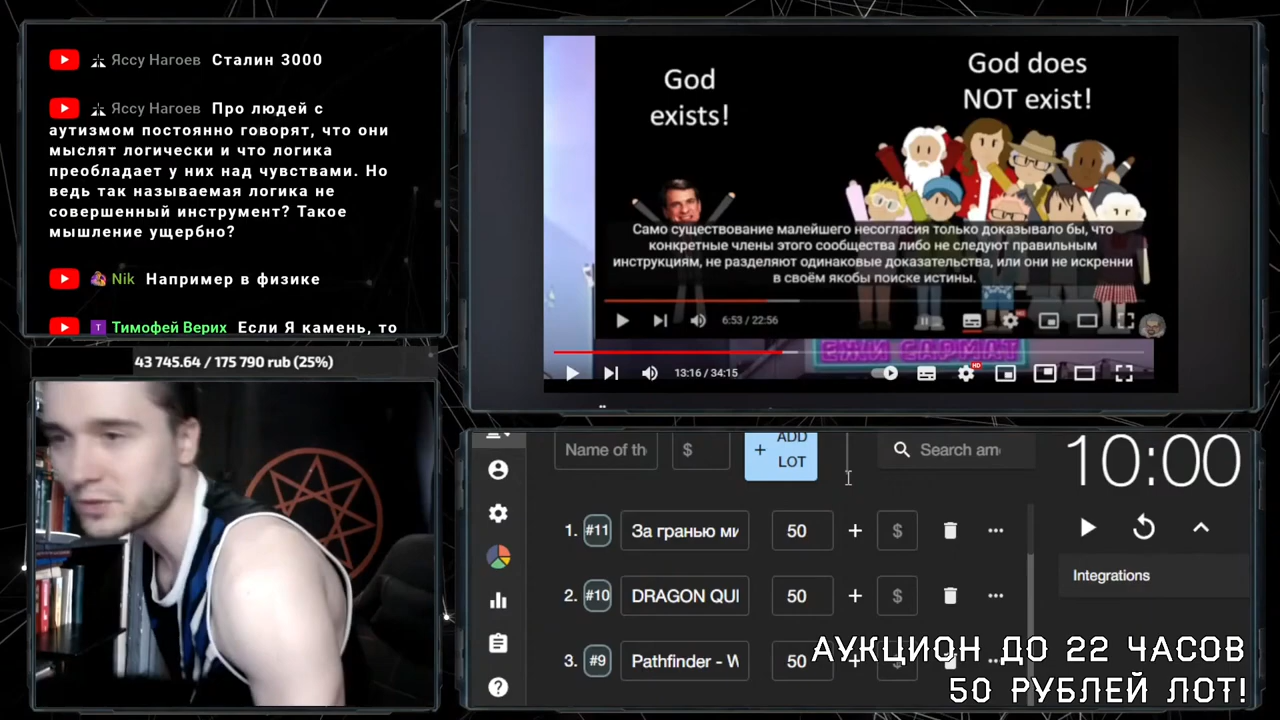 Яссу Нагоев Сталин 3000
Яссу Нагоев Про людей с
аутизмом постоянно говорят, что они
мыслят логически и что логика
преобладает у них над чувствами. Но
ведь так называемая логика не
совершенный инструмент? Такое
мышление ущербно?
Nik Например в физике
T Тимофей Верих Если Я камень, то
43 745.64 / 175 790 rub (25%)
God
exists!
God does
NOT exist!
Само существование малейшего несогласия только доказывало бы, что
конкретные члены этого сообщества либо не следуют правильным
инструкциям, не разделяют одинаковые доказательства, или они не искренни
в своём якобы поиске истины.
6:53 / 22:56
ЕЖИ САРМАТ
13:16 / 34:15
HD
Name of th
$
+ ADD
LOT
Search am
10:00
1. #11 За гранью ми 50 + $
2. #10 DRAGON QUI 50 + $
3. #9 Pathfinder - W 50
Integrations
АУКЦИОН ДО 22 ЧАСОВ
50 РУБЛЕЙ ЛОТ!